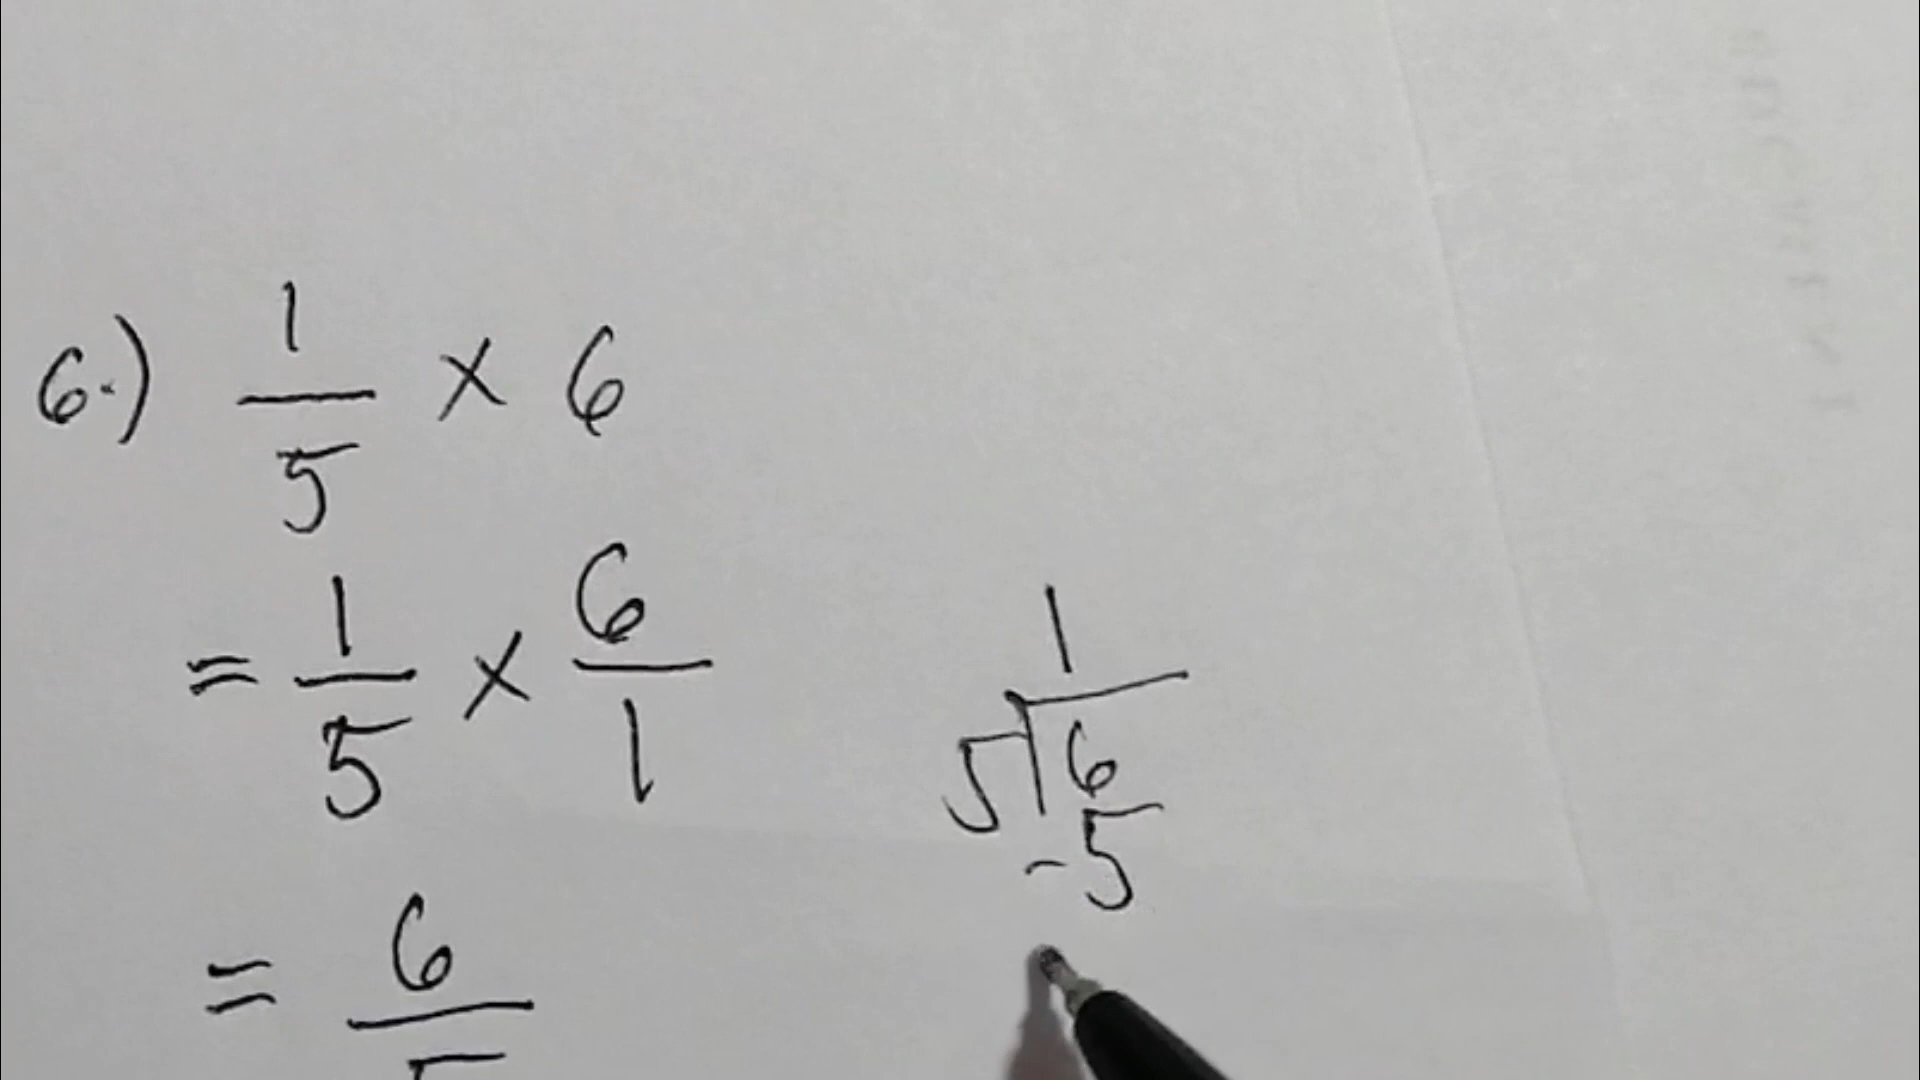 6.) 1/5 × 6
= 1/5 × 6/1
= 6/5
1
5 6
-5